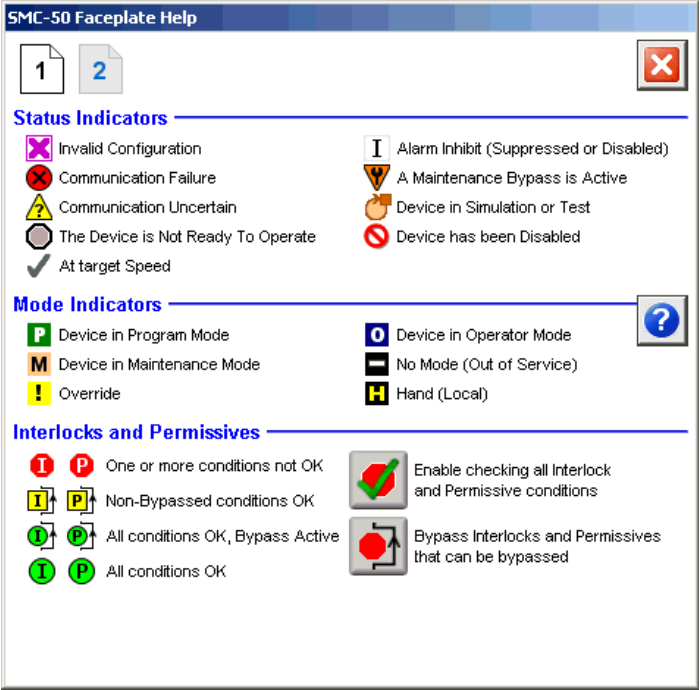 SMC-50 Faceplate Help
1 2
Status Indicators
Invalid Configuration
Communication Failure
? Communication Uncertain
The Device is Not Ready To Operate
At target Speed
I Alarm Inhibit (Suppressed or Disabled)
A Maintenance Bypass is Active
Device in Simulation or Test
Device has been Disabled
Mode Indicators
?
P Device in Program Mode
M Device in Maintenance Mode
! Override
O Device in Operator Mode
No Mode (Out of Service)
H Hand (Local)
Interlocks and Permissives
I P One or more conditions not OK
I P Non-Bypassed conditions OK
I P All conditions OK, Bypass Active
I P All conditions OK
Enable checking all Interlock
and Permissive conditions
Bypass Interlocks and Permissives
that can be bypassed